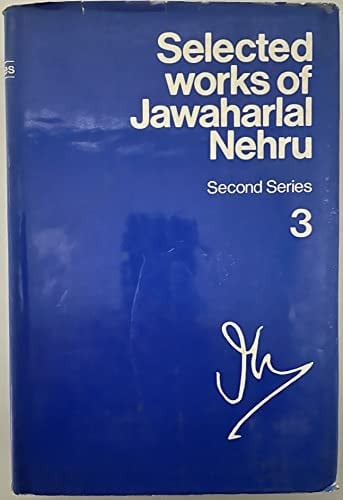 Selected
works of
Jawaharlal
Nehru
Second Series
3